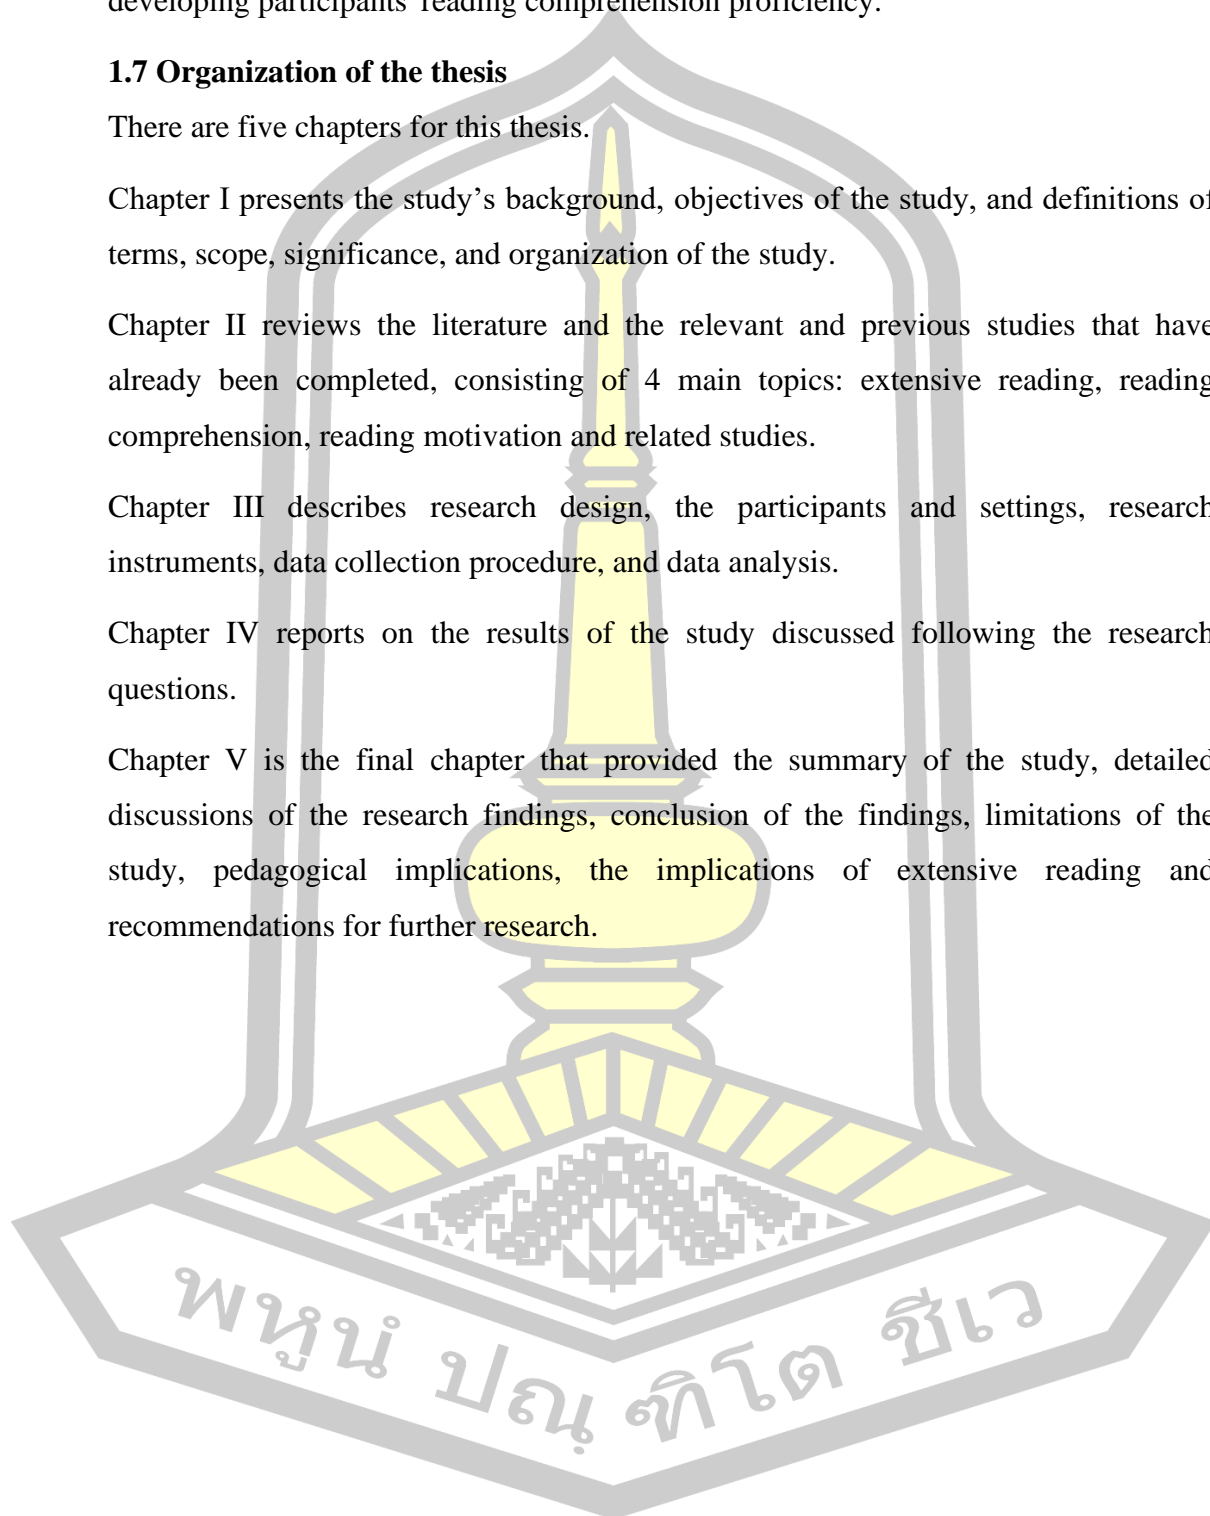 developing participants' reading comprehension proficiency.
1.7 Organization of the thesis
There are five chapters for this thesis.
Chapter I presents the study’s background, objectives of the study, and definitions of
terms, scope, significance, and organization of the study.
Chapter II reviews the literature and the relevant and previous studies that have
already been completed, consisting of 4 main topics: extensive reading, reading
comprehension, reading motivation and related studies.
Chapter III describes research design, the participants and settings, research
instruments, data collection procedure, and data analysis.
Chapter IV reports on the results of the study discussed following the research
questions.
Chapter V is the final chapter that provided the summary of the study, detailed
discussions of the research findings, conclusion of the findings, limitations of the
study, pedagogical implications, the implications of extensive reading and
recommendations for further research.
พหูนํ ปณฺฑิโต ชีเว